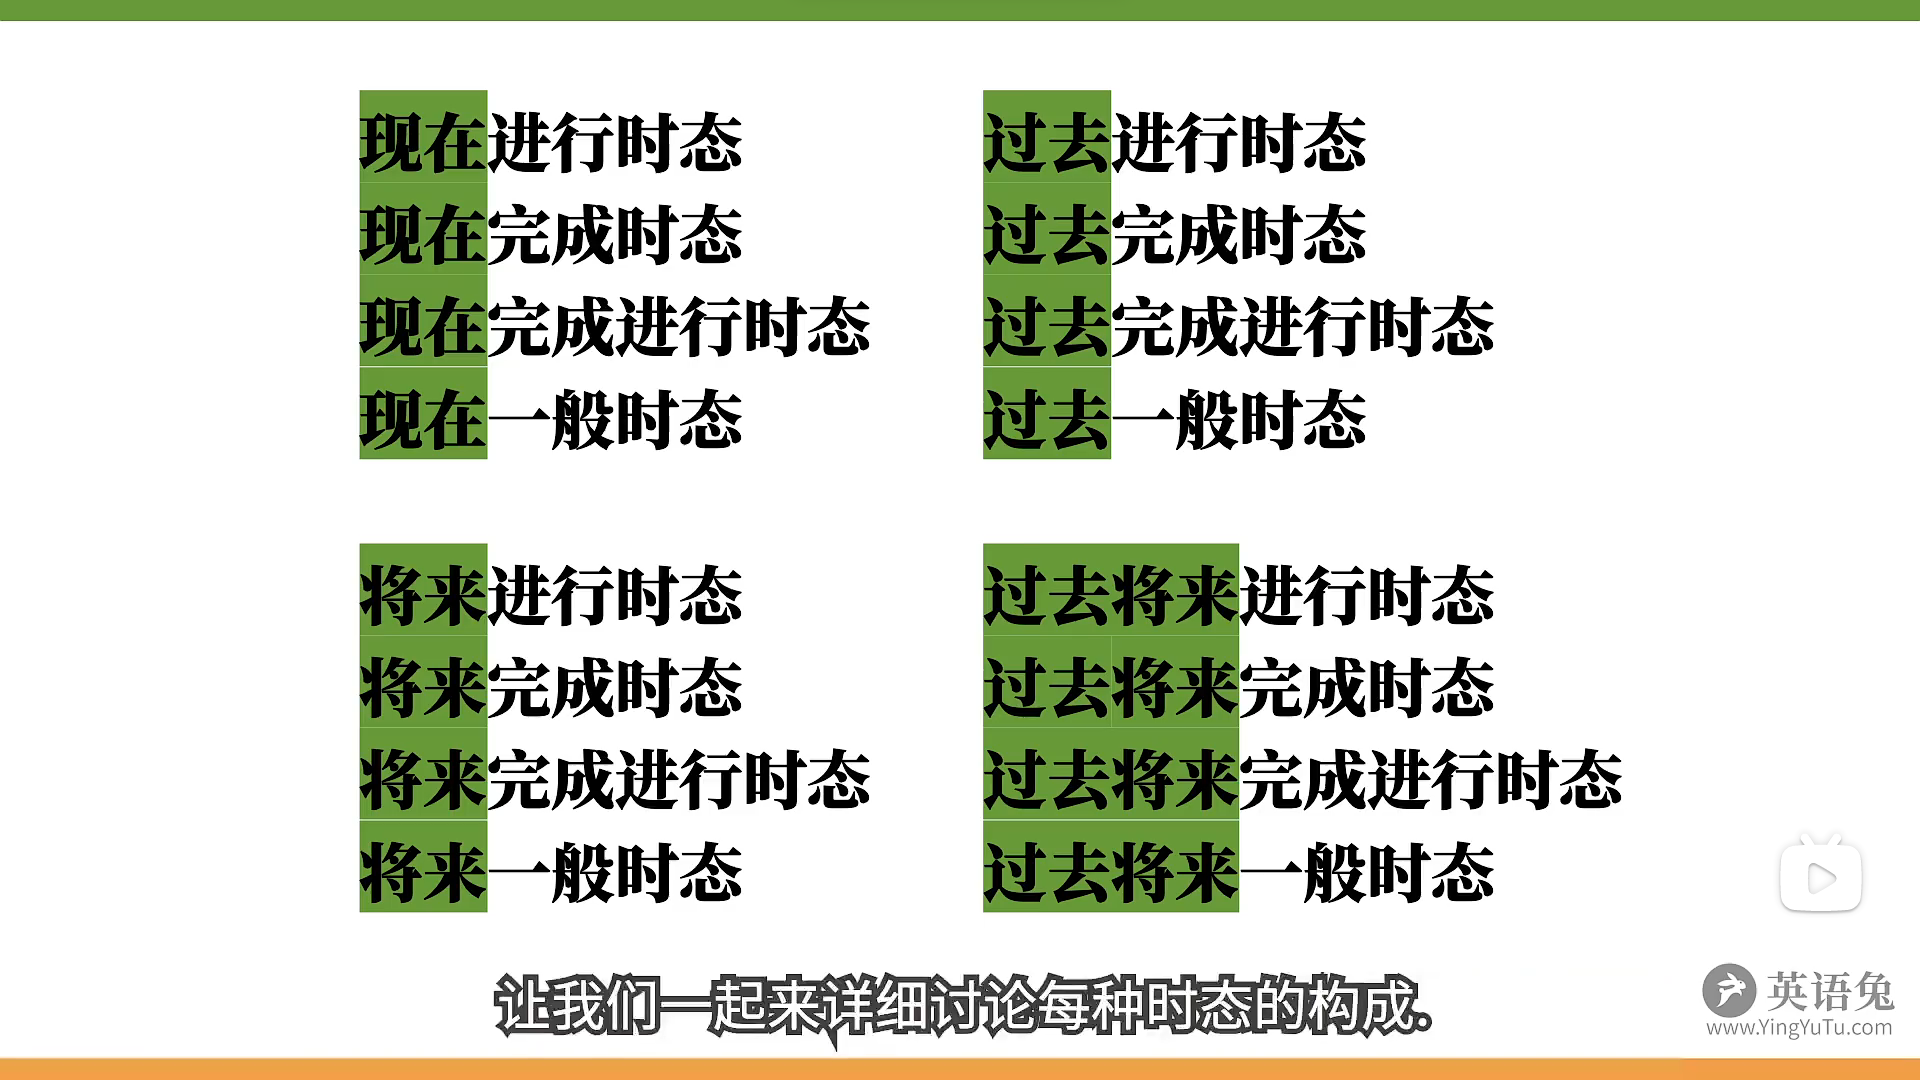 现在进行时态
现在完成时态
现在完成进行时态
现在一般时态
过去进行时态
过去完成时态
过去完成进行时态
过去一般时态
将来进行时态
将来完成时态
将来完成进行时态
将来一般时态
过去将来进行时态
过去将来完成时态
过去将来完成进行时态
过去将来一般时态
让我们一起来详细讨论每种时态的构成.
英语兔
www.YingYuTu.com